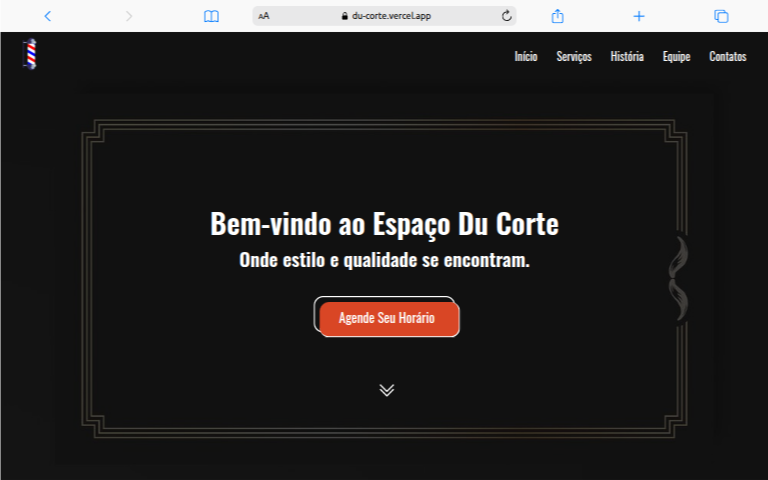 AA du-corte.vercel.app
Início Serviços História Equipe Contatos
Bem-vindo ao Espaço Du Corte
Onde estilo e qualidade se encontram.
Agende Seu Horário